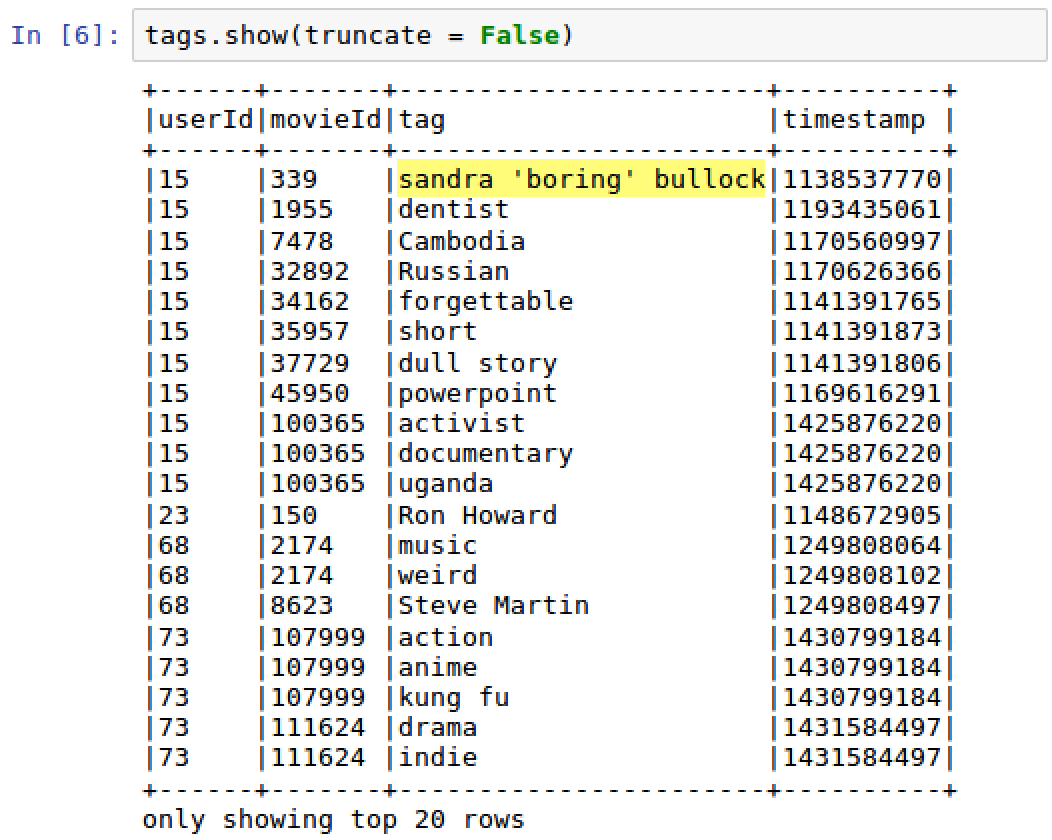 In [6]: tags.show(truncate = False)
+------+-------+-----------------------+----------+
|userId|movieId|tag                    |timestamp |
+------+-------+-----------------------+----------+
|15    |339    |sandra 'boring' bullock|1138537770|
|15    |1955   |dentist                |1193435061|
|15    |7478   |Cambodia               |1170560997|
|15    |32892  |Russian                |1170626366|
|15    |34162  |forgettable            |1141391765|
|15    |35957  |short                  |1141391873|
|15    |37729  |dull story             |1141391806|
|15    |45950  |powerpoint             |1169616291|
|15    |100365 |activist               |1425876220|
|15    |100365 |documentary            |1425876220|
|15    |100365 |uganda                 |1425876220|
|23    |150    |Ron Howard             |1148672905|
|68    |2174   |music                  |1249808064|
|68    |2174   |weird                  |1249808102|
|68    |8623   |Steve Martin           |1249808497|
|73    |107999 |action                 |1430799184|
|73    |107999 |anime                  |1430799184|
|73    |107999 |kung fu                |1430799184|
|73    |111624 |drama                  |1431584497|
|73    |111624 |indie                  |1431584497|
+------+-------+-----------------------+----------+
only showing top 20 rows